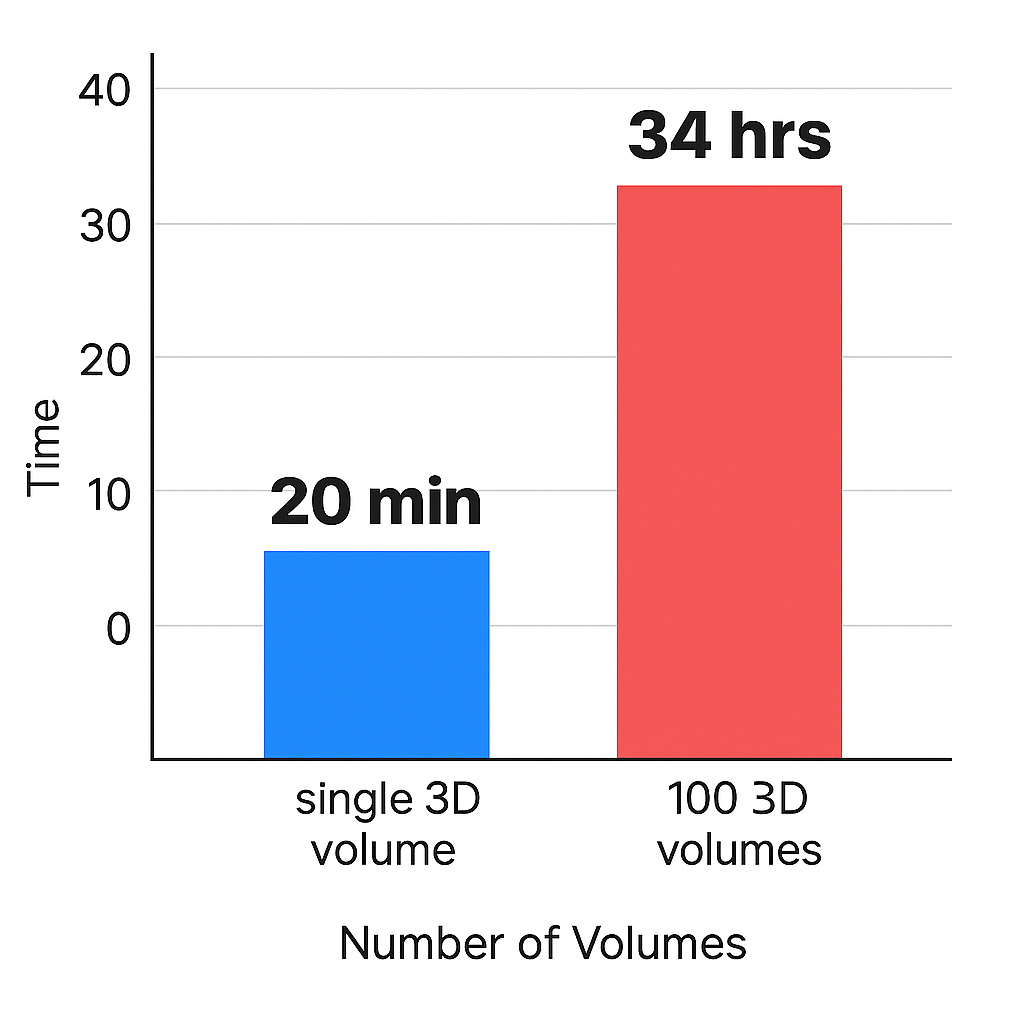 40
34 hrs
30
20
Time
10
20 min
0
single 3D
volume
100 3D
volumes
Number of Volumes